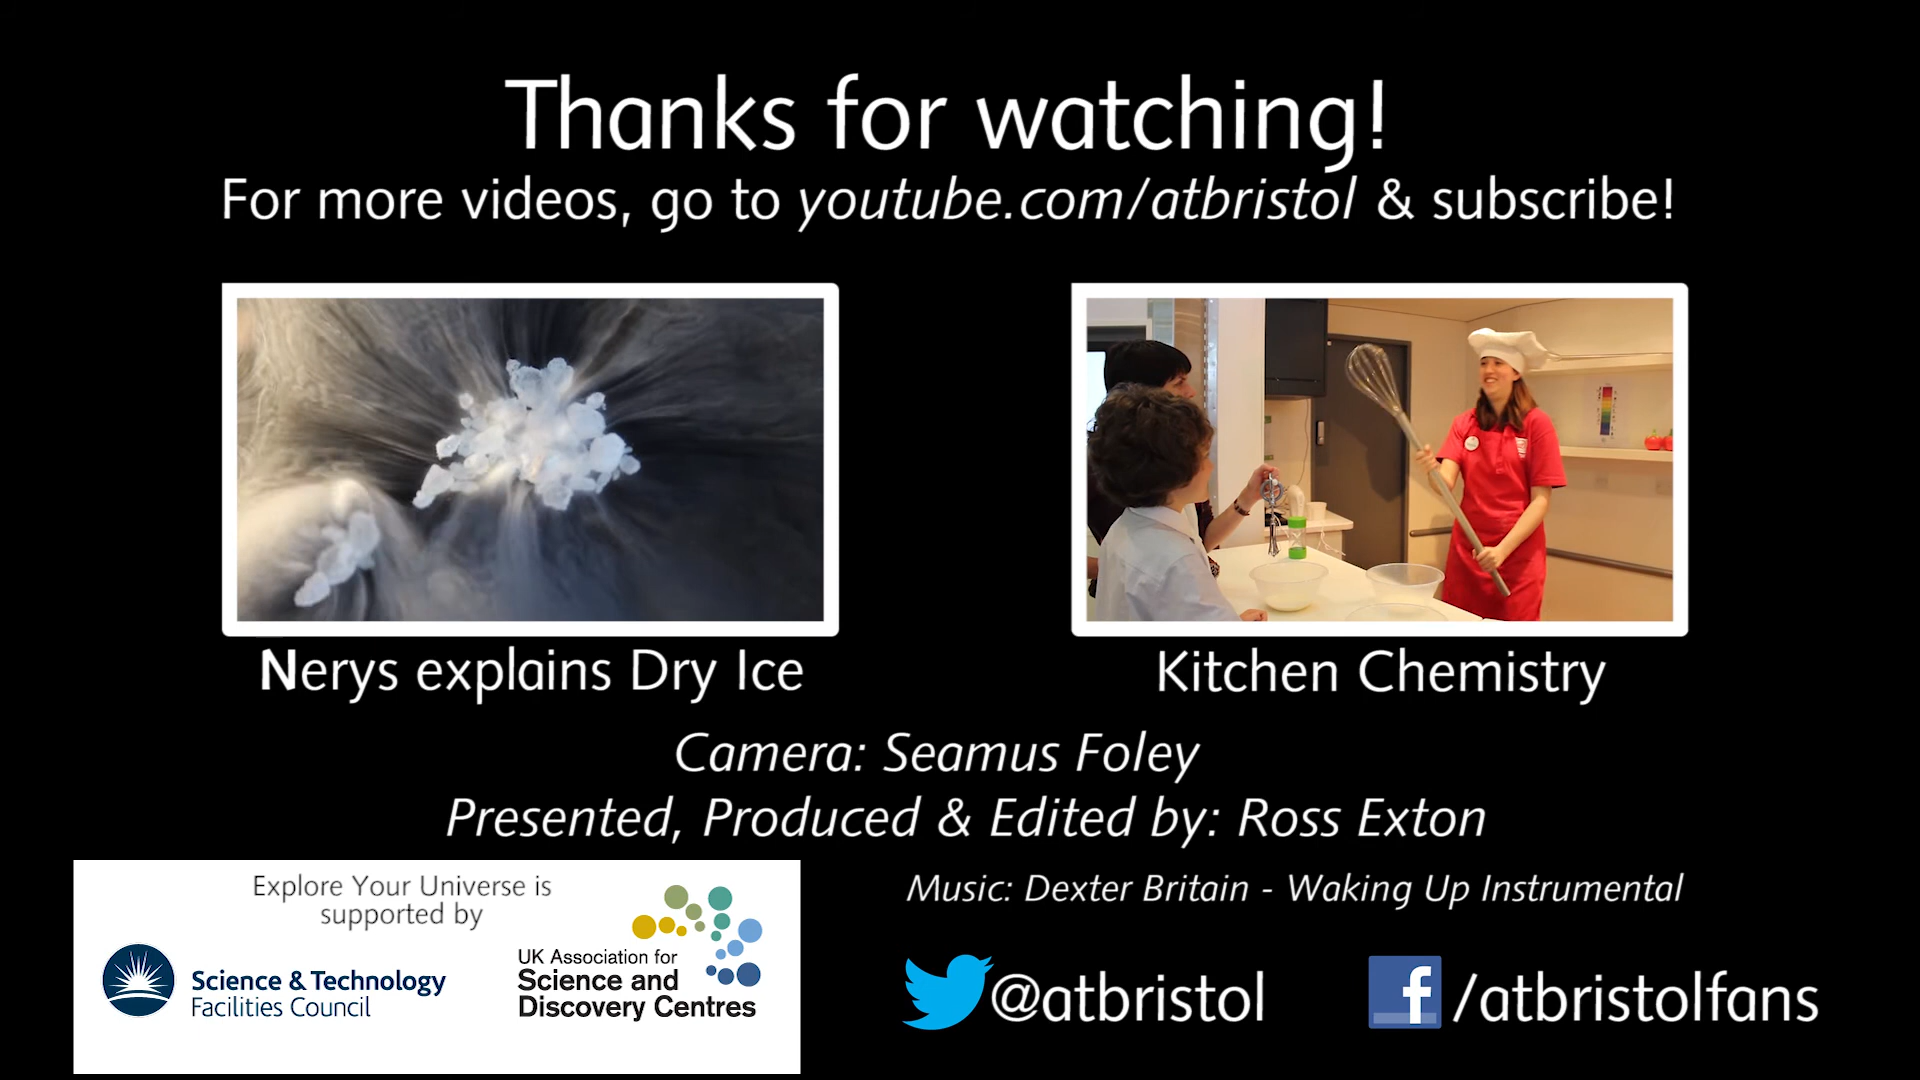 Thanks for watching!
For more videos, go to youtube.com/atbristol & subscribe!
Nerys explains Dry Ice
Kitchen Chemistry
Camera: Seamus Foley
Presented, Produced & Edited by: Ross Exton
Music: Dexter Britain - Waking Up Instrumental
Explore Your Universe is
supported by
Science & Technology
Facilities Council
UK Association for
Science and
Discovery Centres
@atbristol
f /atbristolfans